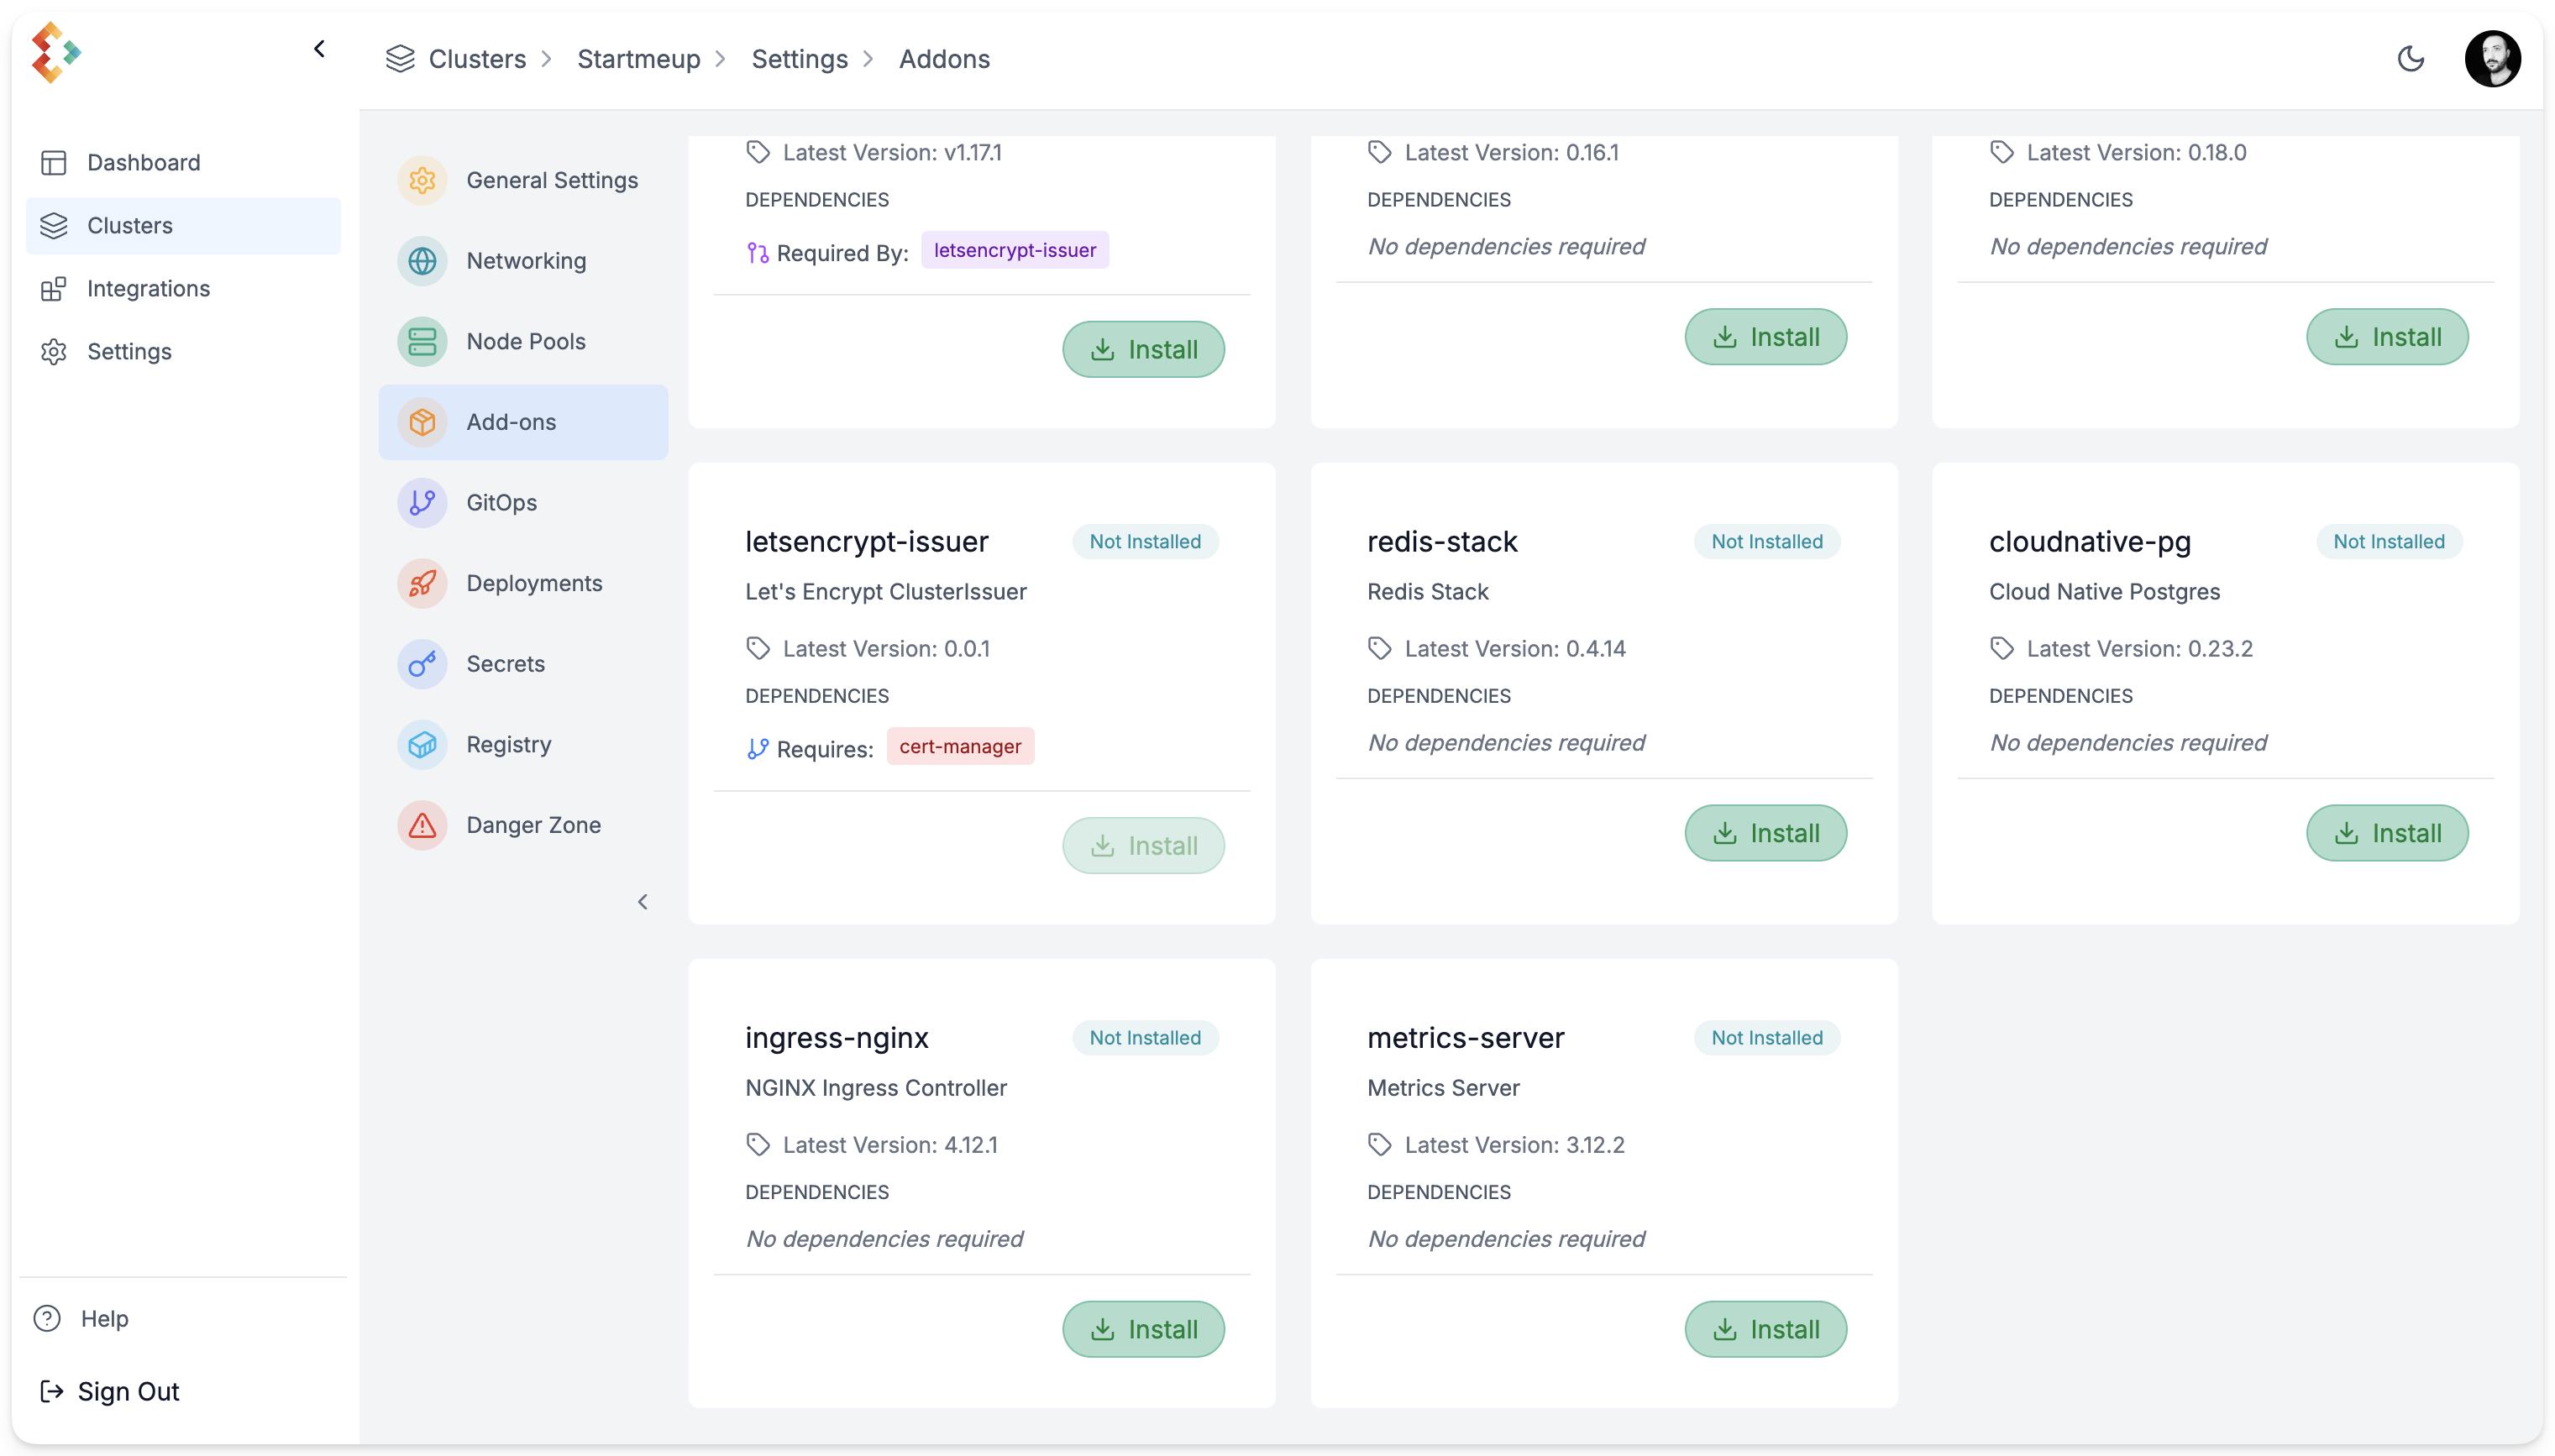 Clusters > Startmeup > Settings > Addons
Dashboard
Clusters
Integrations
Settings
Help
Sign Out
General Settings
Networking
Node Pools
Add-ons
GitOps
Deployments
Secrets
Registry
Danger Zone
Latest Version: v1.17.1
DEPENDENCIES
Required By: letsencrypt-issuer
Install
Latest Version: 0.16.1
DEPENDENCIES
No dependencies required
Install
Latest Version: 0.18.0
DEPENDENCIES
No dependencies required
Install
letsencrypt-issuer
Not Installed
Let's Encrypt ClusterIssuer
Latest Version: 0.0.1
DEPENDENCIES
Requires: cert-manager
Install
redis-stack
Not Installed
Redis Stack
Latest Version: 0.4.14
DEPENDENCIES
No dependencies required
Install
cloudnative-pg
Not Installed
Cloud Native Postgres
Latest Version: 0.23.2
DEPENDENCIES
No dependencies required
Install
ingress-nginx
Not Installed
NGINX Ingress Controller
Latest Version: 4.12.1
DEPENDENCIES
No dependencies required
Install
metrics-server
Not Installed
Metrics Server
Latest Version: 3.12.2
DEPENDENCIES
No dependencies required
Install